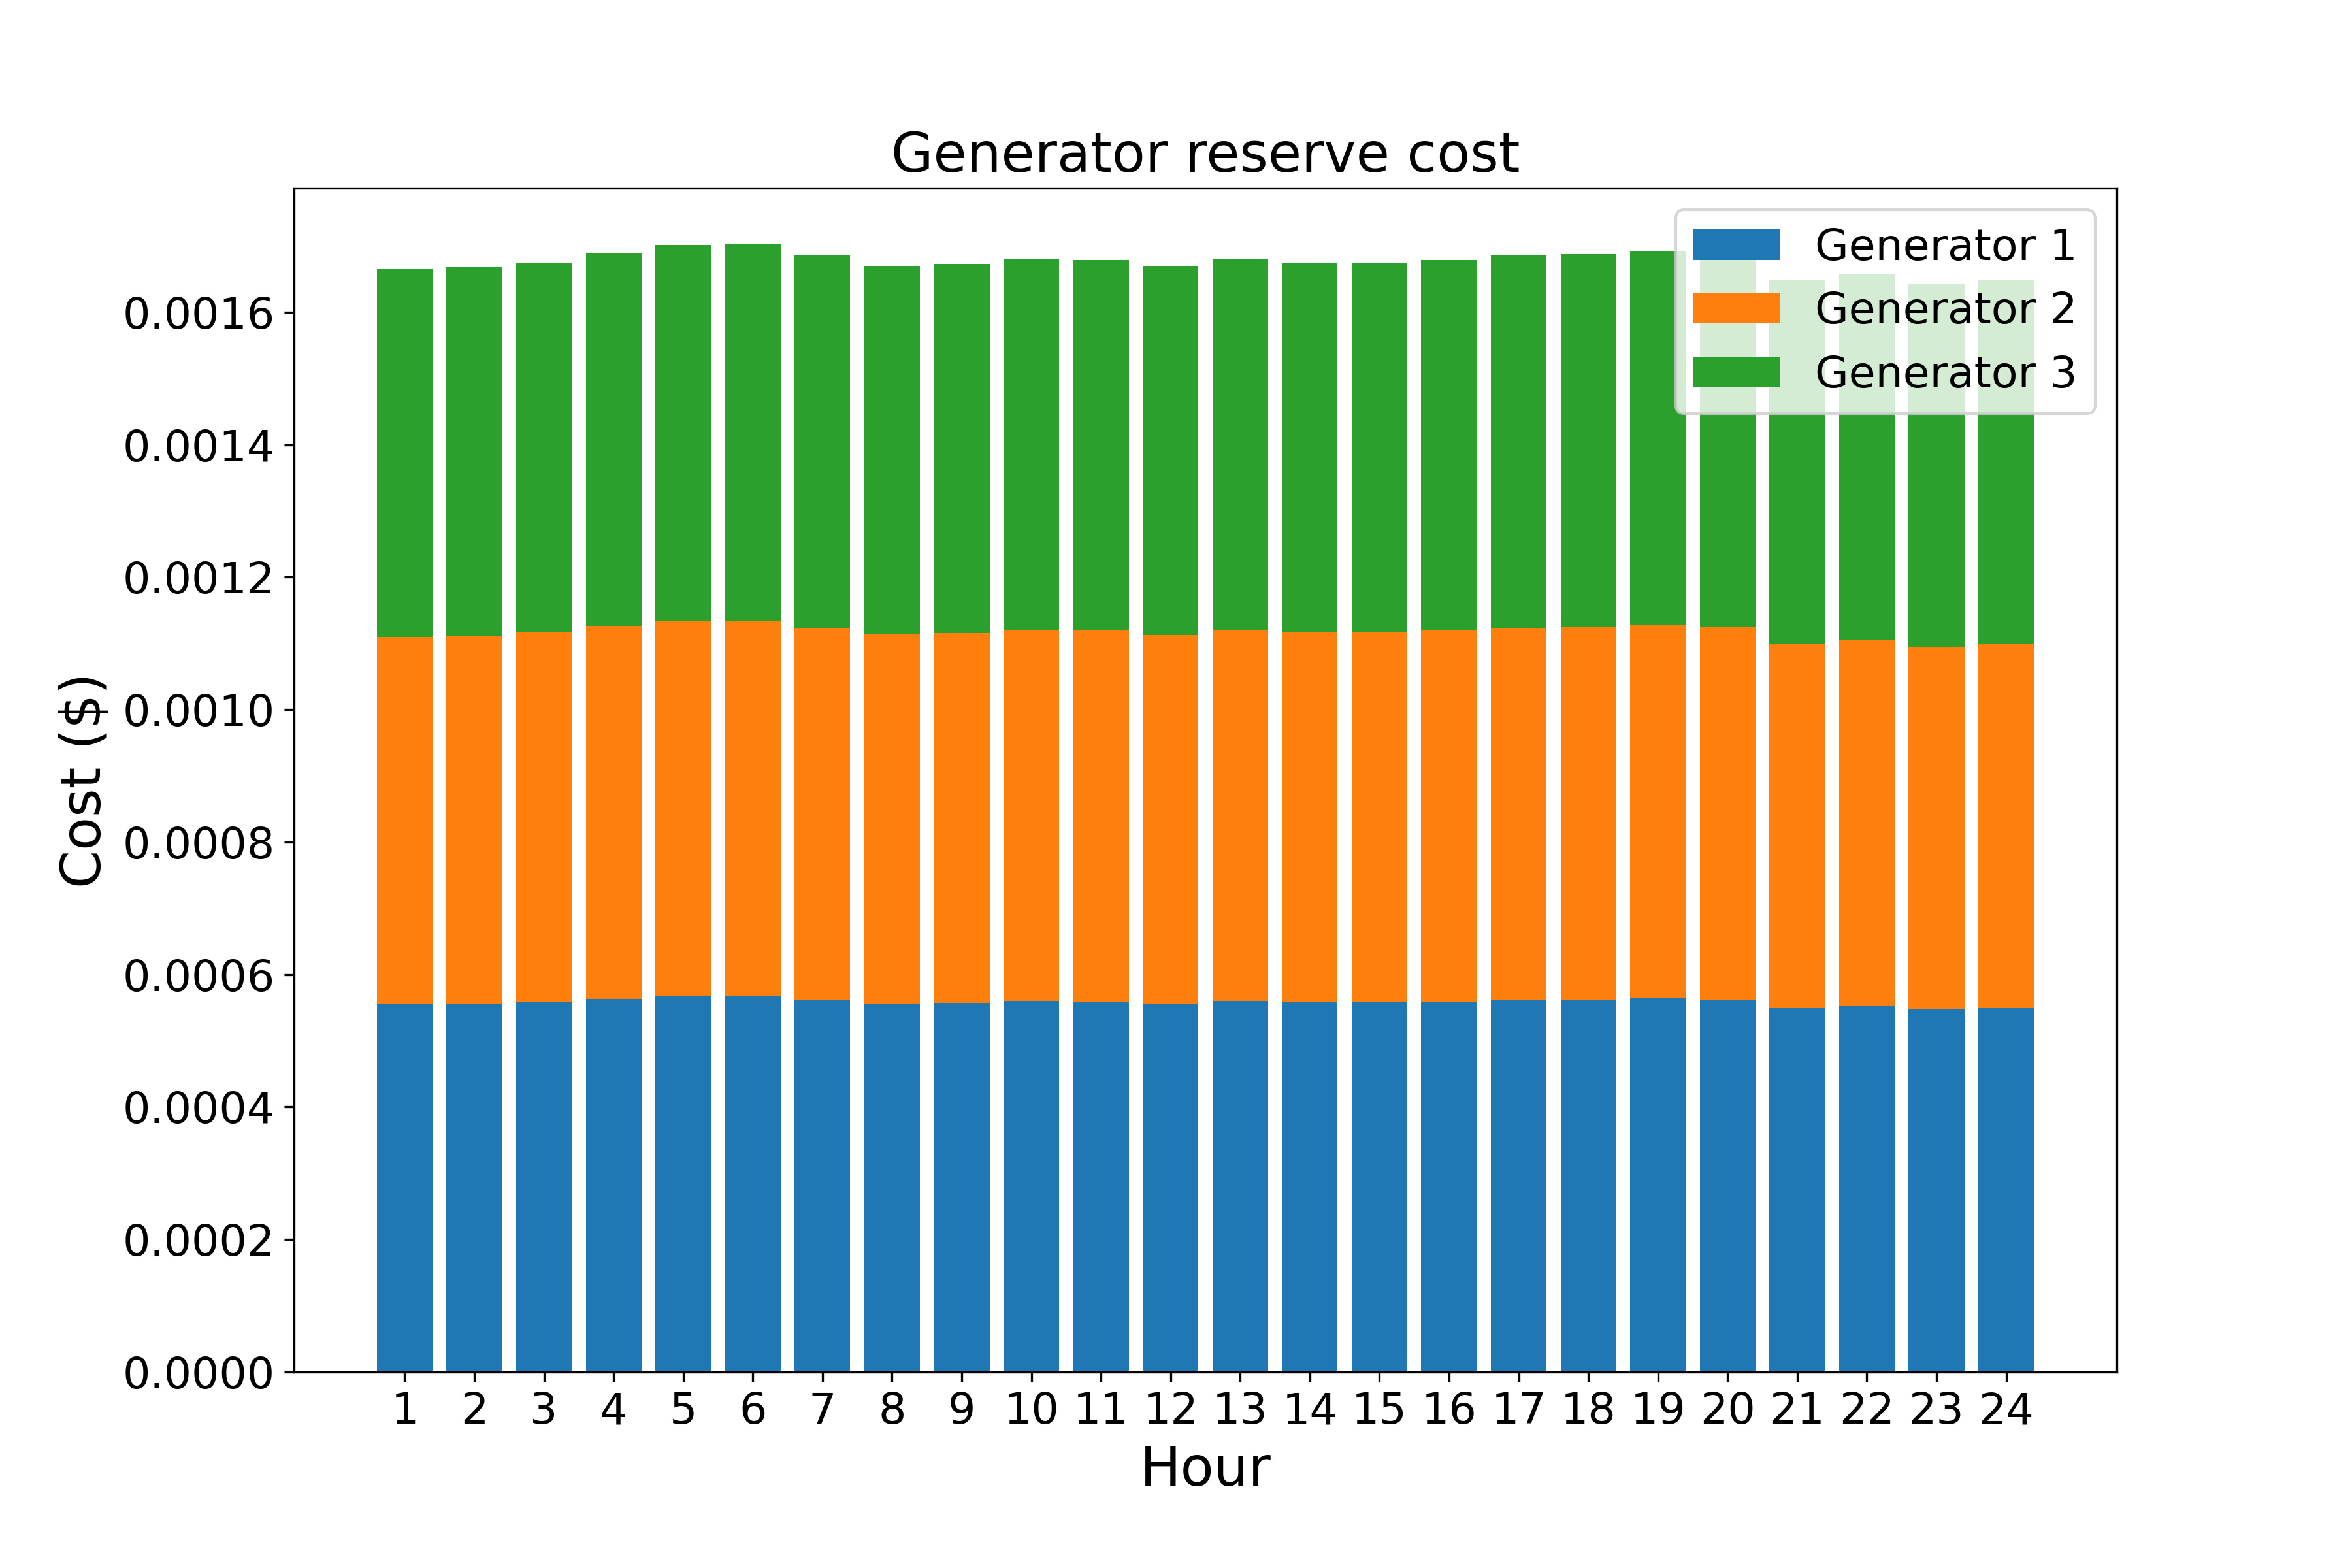 Generator reserve cost
Generator 1
Generator 2
Generator 3
0.0016
0.0014
0.0012
0.0010
0.0008
0.0006
0.0004
0.0002
0.0000
Cost ($)
1 2 3 4 5 6 7 8 9 10 11 12 13 14 15 16 17 18 19 20 21 22 23 24
Hour